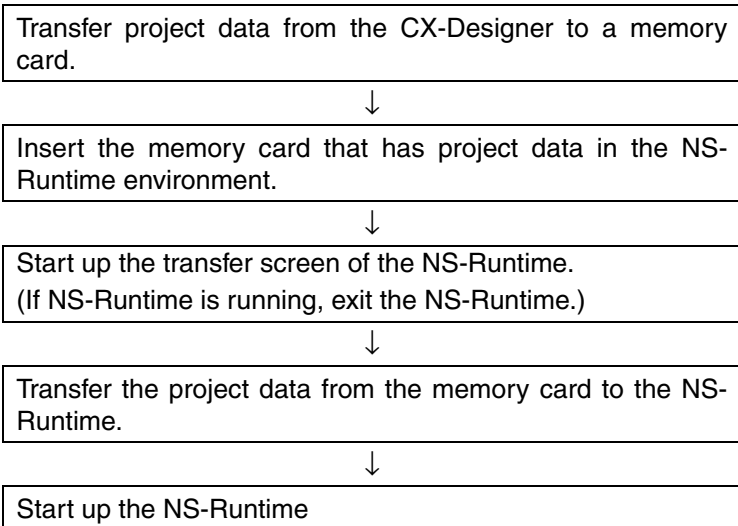 Transfer project data from the CX-Designer to a memory
card.
↓
Insert the memory card that has project data in the NS-
Runtime environment.
↓
Start up the transfer screen of the NS-Runtime.
(If NS-Runtime is running, exit the NS-Runtime.)
↓
Transfer the project data from the memory card to the NS-
Runtime.
↓
Start up the NS-Runtime